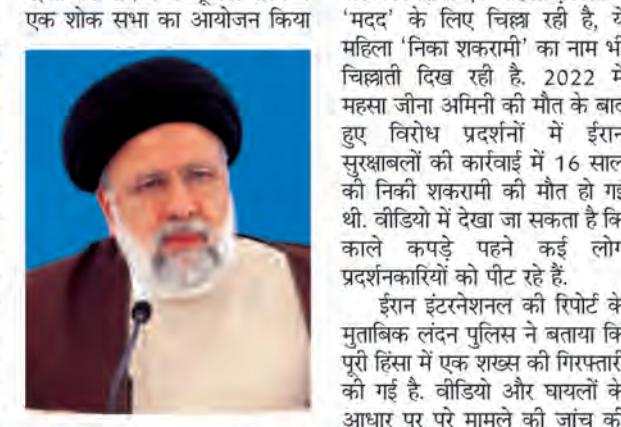 एक शोक सभा का आयोजन किया
'मदद' के लिए चिल्ला रही है, ये
महिला 'निका शकरामी' का नाम भी
चिल्लाती दिख रही है. 2022 में
महसा जीना अमिनी की मौत के बाद
हुए विरोध प्रदर्शनों में ईरान
सुरक्षाबलों की कार्रवाई में 16 साल
की निकी शकरामी की मौत हो गई
थी. वीडियो में देखा जा सकता है कि
काले कपड़े पहने कई लोग
प्रदर्शनकारियों को पीट रहे हैं.
ईरान इंटरनेशनल की रिपोर्ट के
मुताबिक लंदन पुलिस ने बताया कि
पूरी हिंसा में एक शख्स की गिरफ्तारी
की गई है. वीडियो और घायलों के
आधार पर पूरे मामले की जांच की